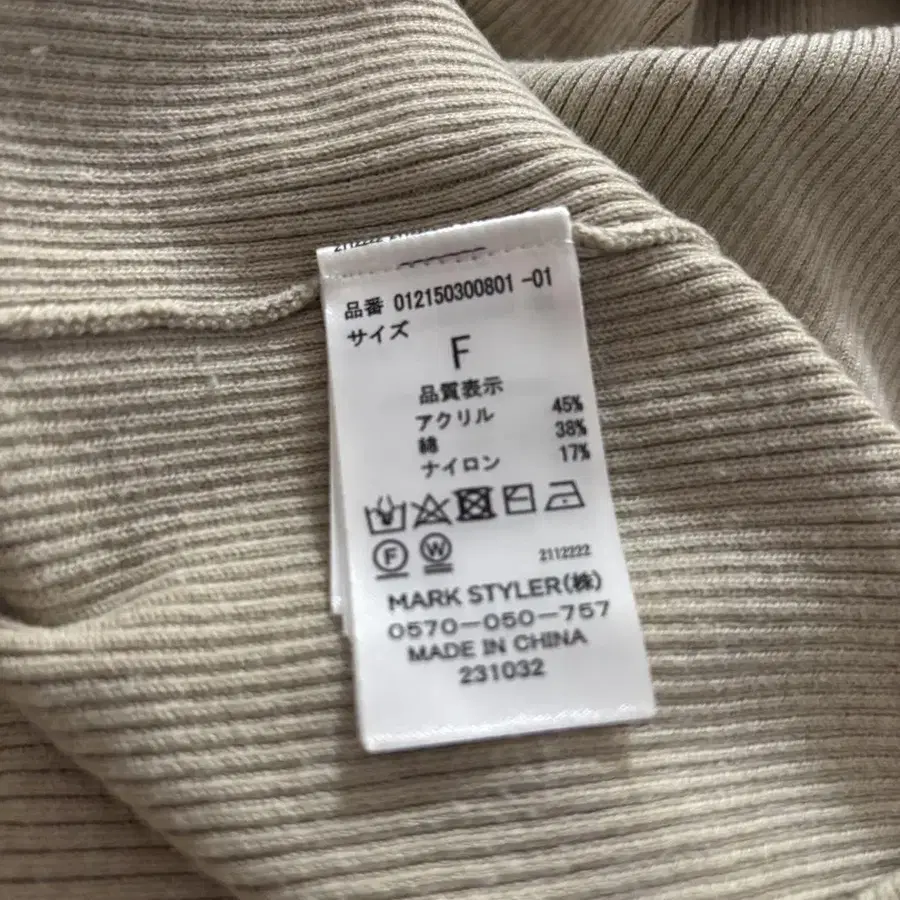 品番 012150300801 -01
サイズ
F
品質表示
アクリル 45%
綿 38%
ナイロン 17%
F W
2112222
MARK STYLER(株)
0570-050-757
MADE IN CHINA
231032